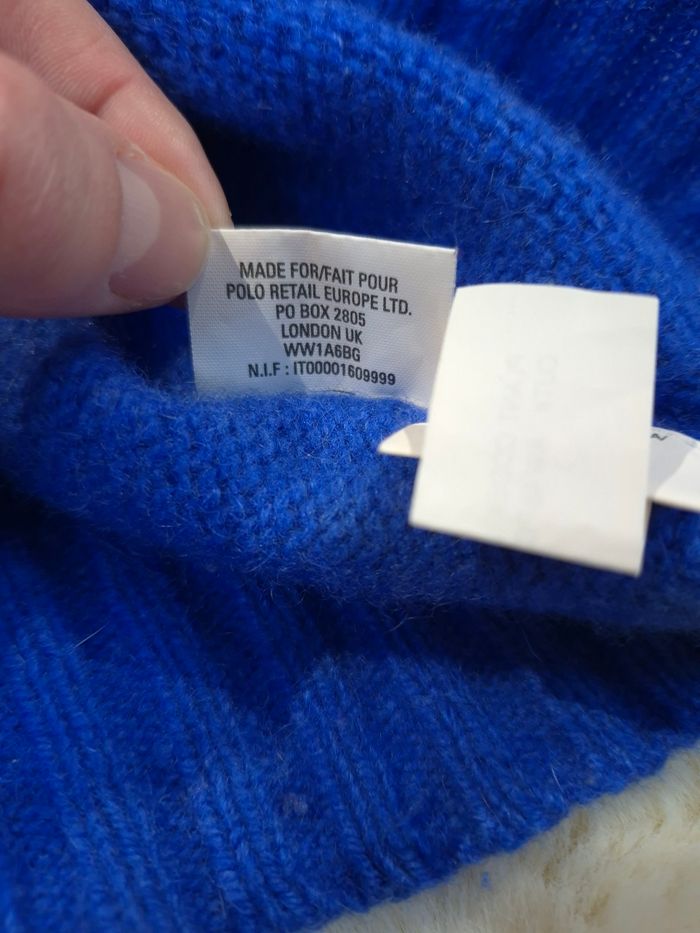 MADE FOR/FAIT POUR
POLO RETAIL EUROPE LTD.
PO BOX 2805
LONDON UK
WW1A6BG
N.I.F : IT00001609999